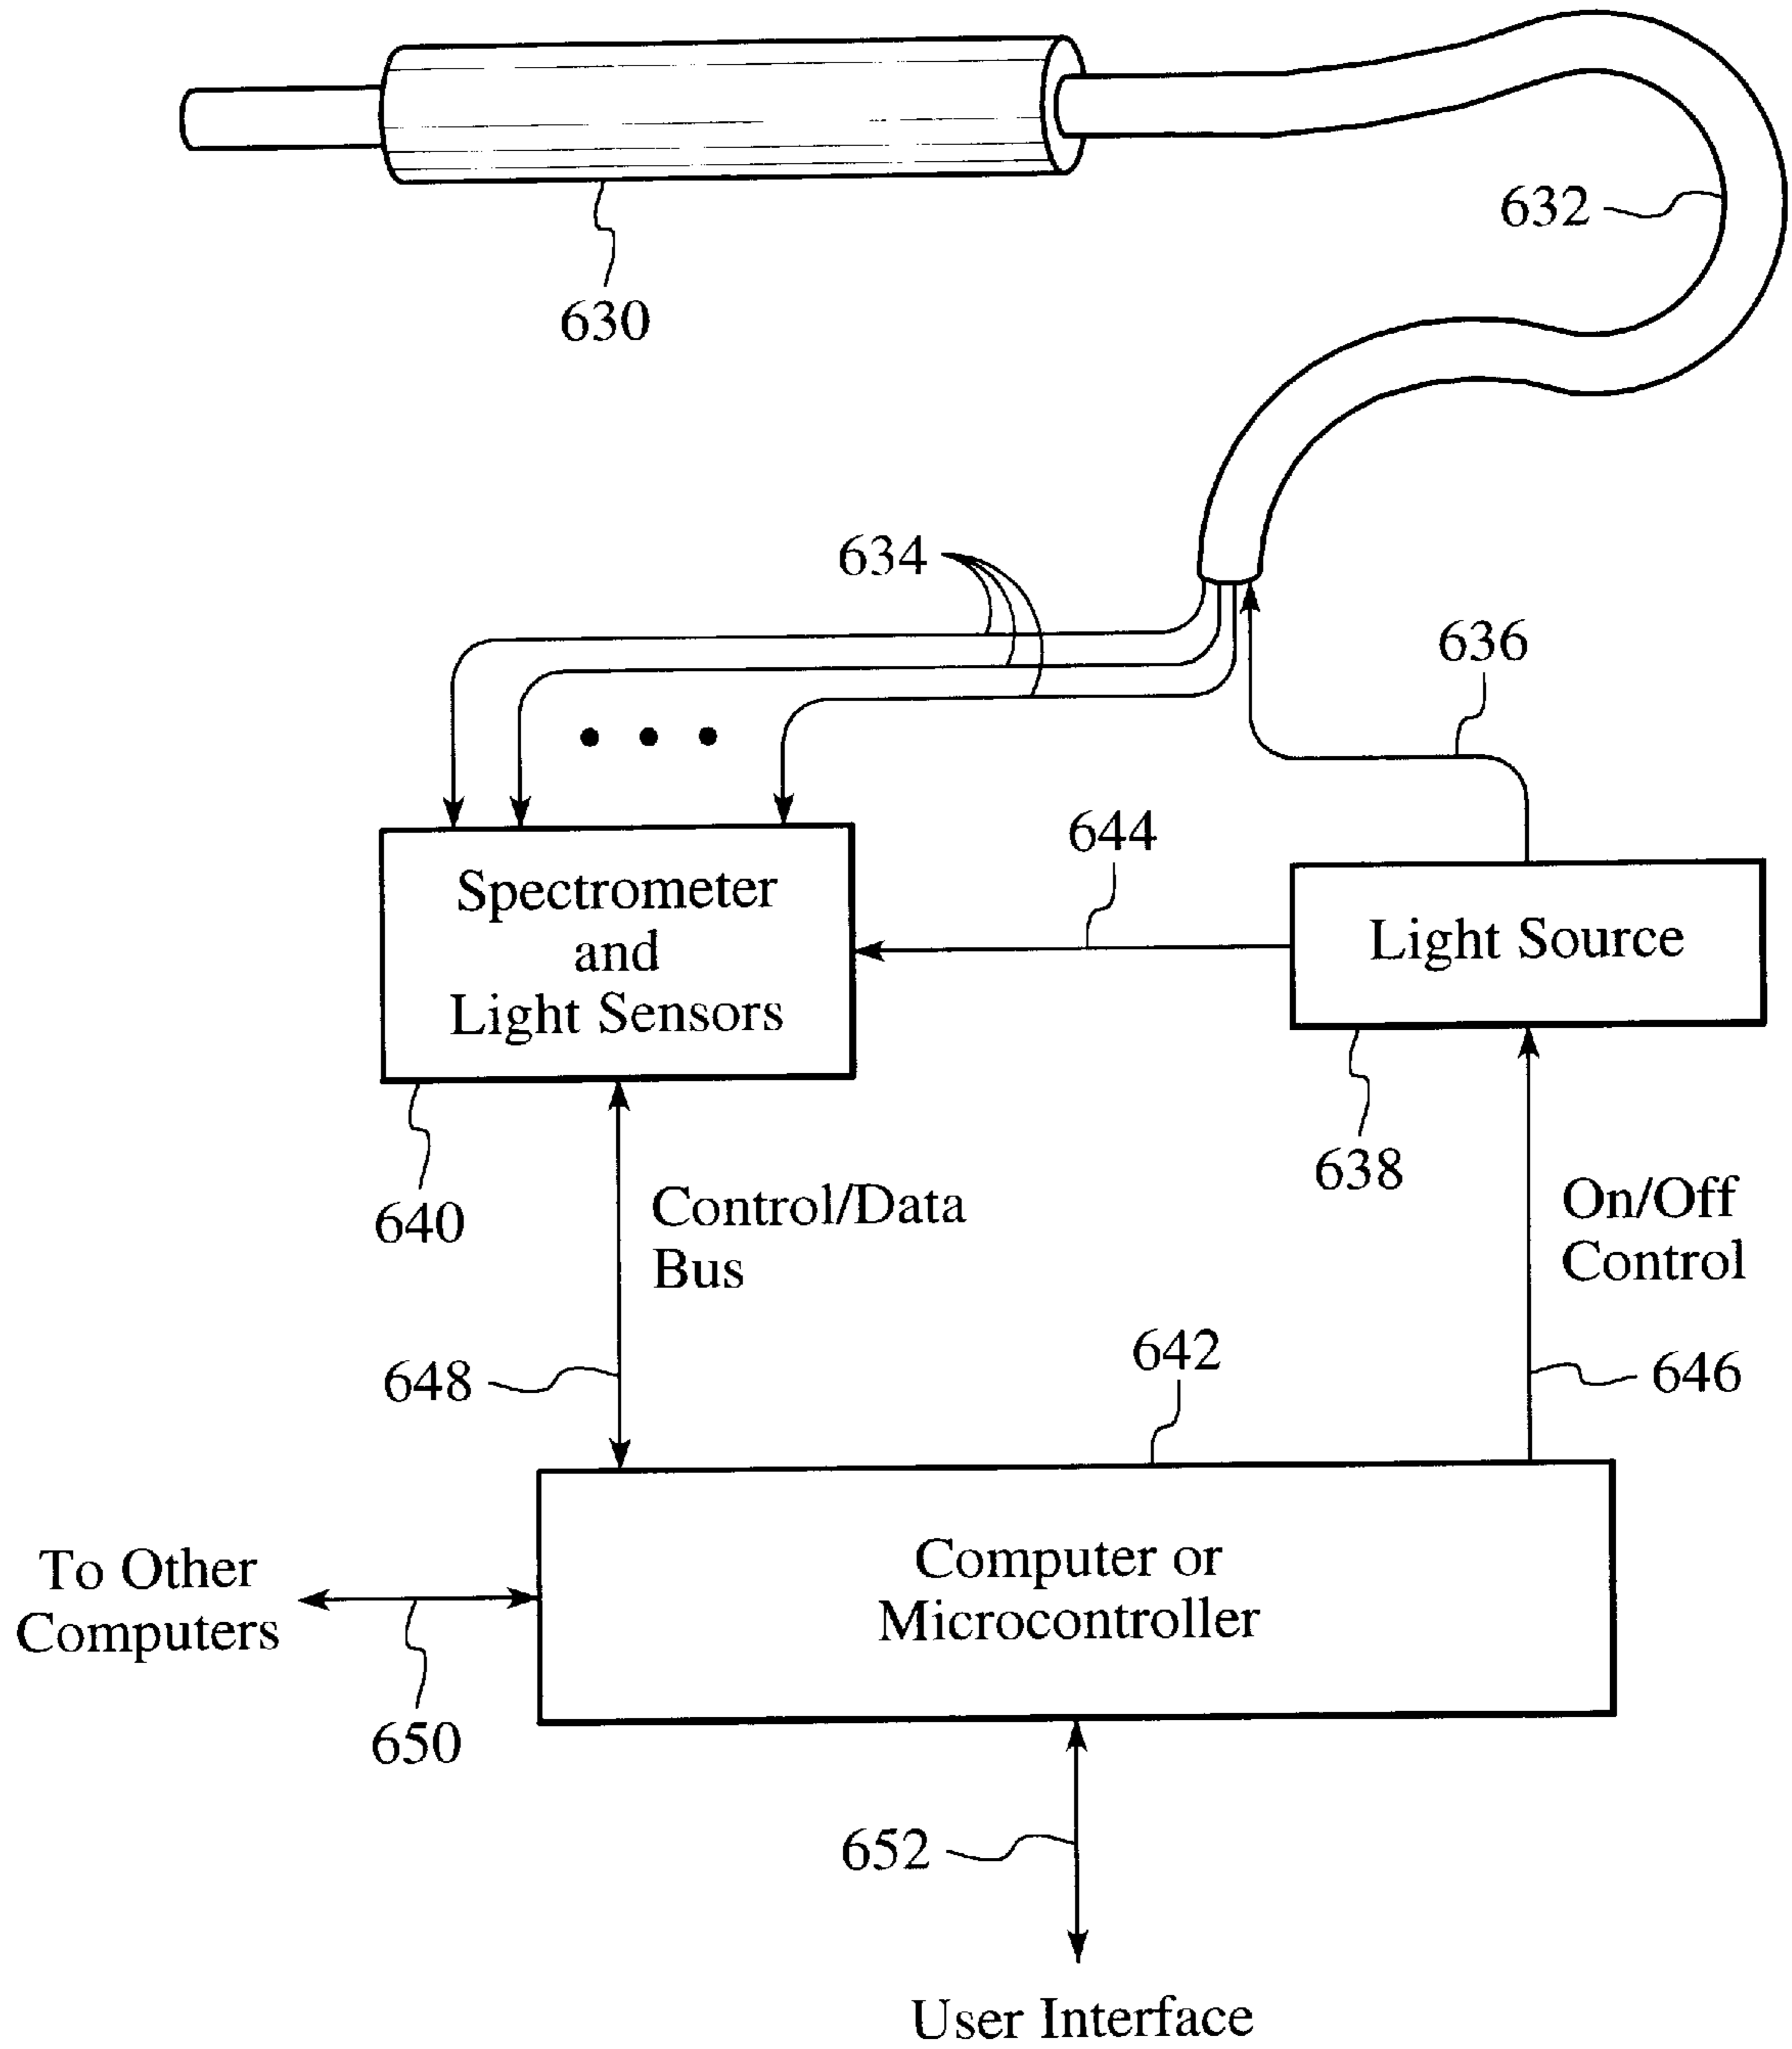 630
632
634
636
644
Spectrometer
and
Light Sensors
Light Source
638
640
Control/Data
Bus
On/Off
Control
648
642
646
To Other
Computers
Computer or
Microcontroller
650
652
User Interface